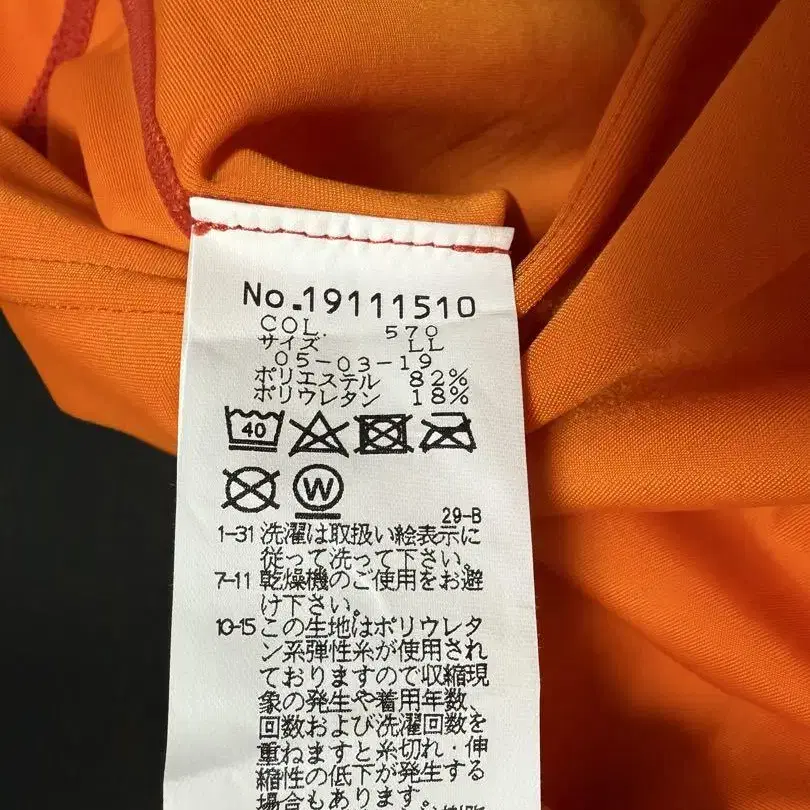 No.19111510
COL. 570
サイズ LL
05-03-19
ポリエステル 82%
ポリウレタン 18%
40
W
29-B
1-31 洗濯は取扱い絵表示に
従って洗って下さい。
7-11 乾燥機のご使用をお避
け下さい。
10-15 この生地はポリウレタ
ン系弾性糸が使用され
ておりますので収縮現
象の発生や着用年数、
回数および洗濯回数を
重ねますと糸切れ・伸
縮性の低下が発生する
場合もあります。